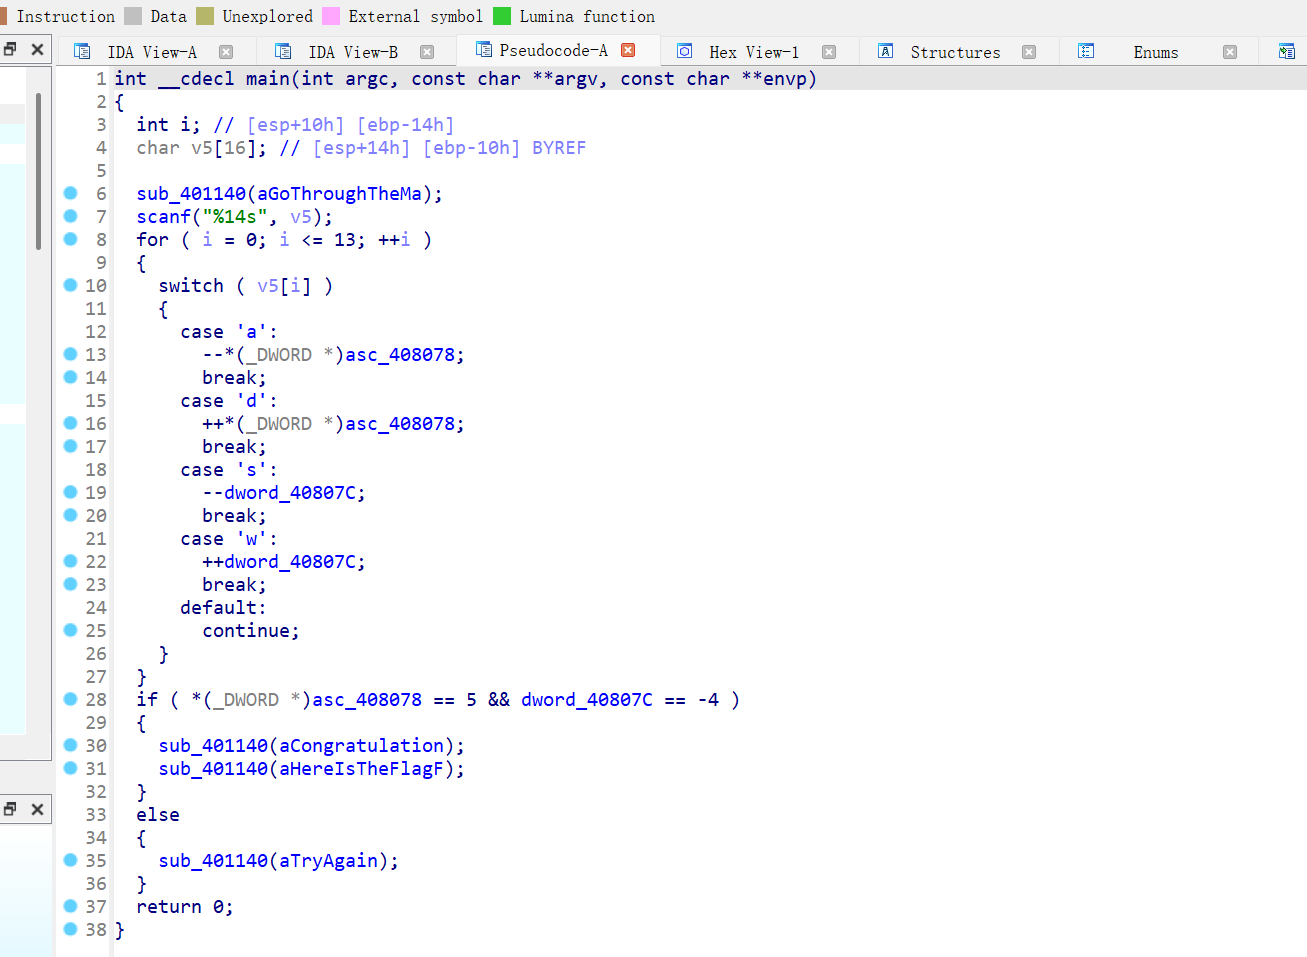 Instruction Data Unexplored External symbol Lumina function
IDA View-A IDA View-B Pseudocode-A Hex View-1 Structures Enums
1 int __cdecl main(int argc, const char **argv, const char **envp)
2 {
3 int i; // [esp+10h] [ebp-14h]
4 char v5[16]; // [esp+14h] [ebp-10h] BYREF
5
6 sub_401140(aGoThroughTheMa);
7 scanf("%14s", v5);
8 for ( i = 0; i <= 13; ++i )
9 {
10 switch ( v5[i] )
11 {
12 case 'a':
13 --*(_DWORD *)asc_408078;
14 break;
15 case 'd':
16 ++*(_DWORD *)asc_408078;
17 break;
18 case 's':
19 --dword_40807C;
20 break;
21 case 'w':
22 ++dword_40807C;
23 break;
24 default:
25 continue;
26 }
27 }
28 if ( *(_DWORD *)asc_408078 == 5 && dword_40807C == -4 )
29 {
30 sub_401140(aCongratulation);
31 sub_401140(aHereIsTheFlagF);
32 }
33 else
34 {
35 sub_401140(aTryAgain);
36 }
37 return 0;
38 }